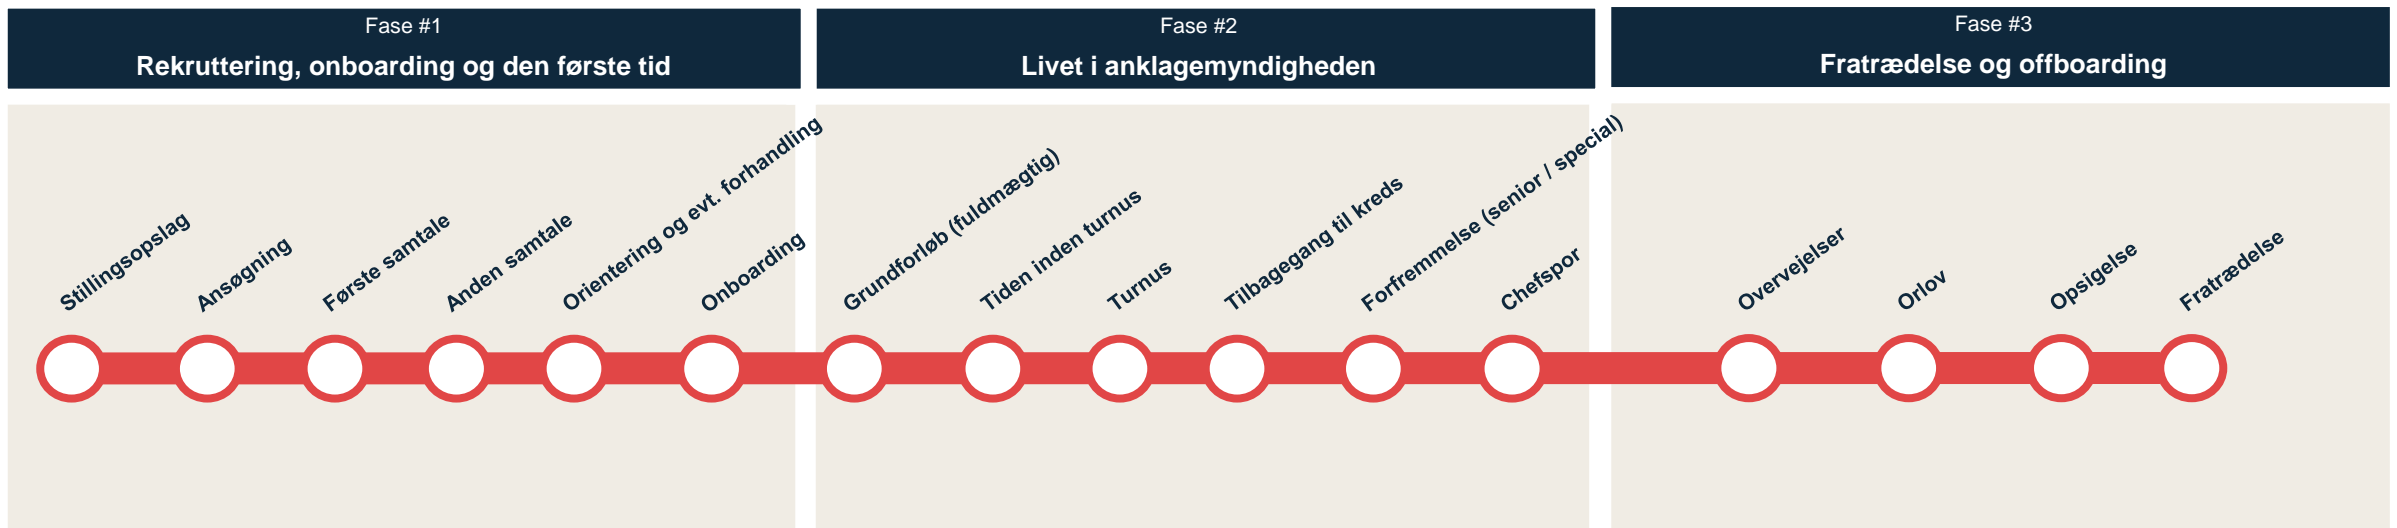 Fase #1
Rekruttering, onboarding og den første tid
Fase #2
Livet i anklagemyndigheden
Fase #3
Fratrædelse og offboarding
Stillingsopslag
Ansøgning
Første samtale
Anden samtale
Orientering og evt. forhandling
Onboarding
Grundforløb (fuldmægtig)
Tiden inden turnus
Turnus
Tilbagegang til kreds
Forfremmelse (senior / special)
Chefspor
Overvejelser
Orlov
Opsigelse
Fratrædelse